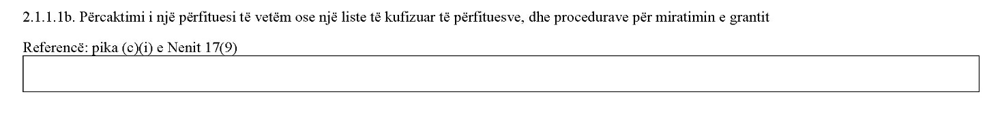 2.1.1.1b. Përcaktimi i një përfituesi të vetëm ose një liste të kufizuar të përfituesve, dhe procedurave për miratimin e grantit
Referencë: pika (c)(i) e Nenit 17(9)